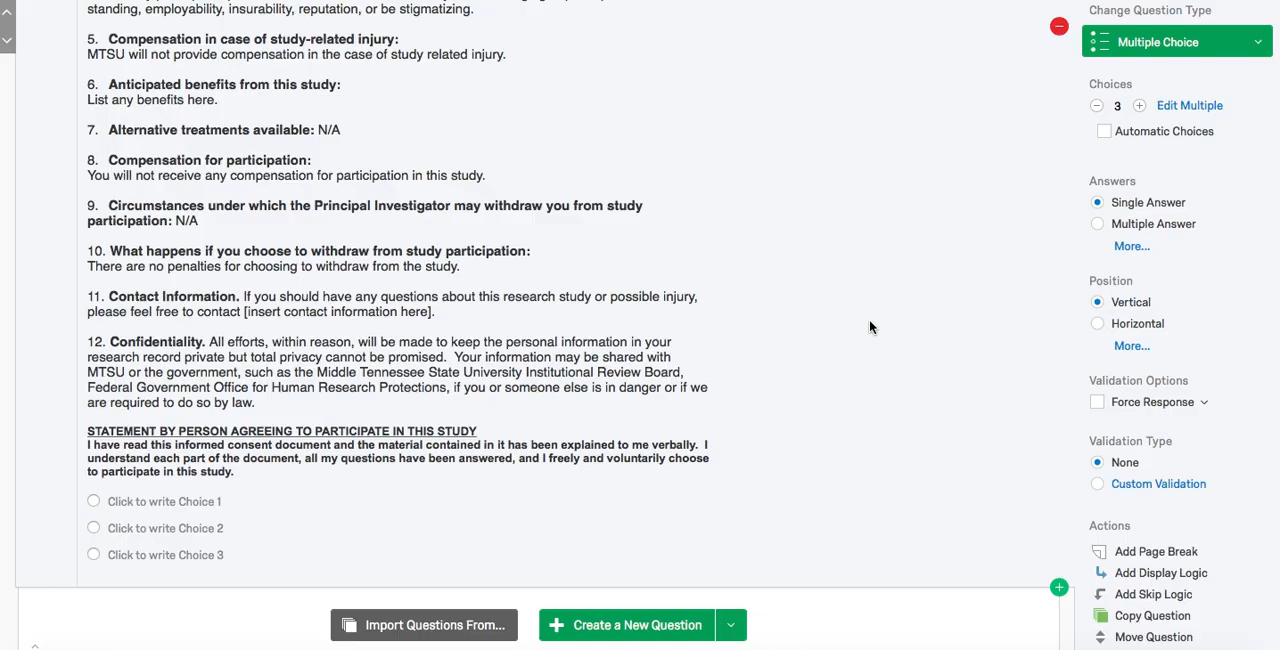 standing, employability, insurability, reputation, or be stigmatizing.
5. Compensation in case of study-related injury:
MTSU will not provide compensation in the case of study related injury.
6. Anticipated benefits from this study:
List any benefits here.
7. Alternative treatments available: N/A
8. Compensation for participation:
You will not receive any compensation for participation in this study.
9. Circumstances under which the Principal Investigator may withdraw you from study
participation: N/A
10. What happens if you choose to withdraw from study participation:
There are no penalties for choosing to withdraw from the study.
11. Contact Information. If you should have any questions about this research study or possible injury,
please feel free to contact [insert contact information here].
12. Confidentiality. All efforts, within reason, will be made to keep the personal information in your
research record private but total privacy cannot be promised. Your information may be shared with
MTSU or the government, such as the Middle Tennessee State University Institutional Review Board,
Federal Government Office for Human Research Protections, if you or someone else is in danger or if we
are required to do so by law.
STATEMENT BY PERSON AGREEING TO PARTICIPATE IN THIS STUDY
I have read this informed consent document and the material contained in it has been explained to me verbally. I
understand each part of the document, all my questions have been answered, and I freely and voluntarily choose
to participate in this study.
Click to write Choice 1
Click to write Choice 2
Click to write Choice 3
Import Questions From...
Create a New Question
Change Question Type
Multiple Choice
Choices
3 Edit Multiple
Automatic Choices
Answers
Single Answer
Multiple Answer
More...
Position
Vertical
Horizontal
More...
Validation Options
Force Response
Validation Type
None
Custom Validation
Actions
Add Page Break
Add Display Logic
Add Skip Logic
Copy Question
Move Question